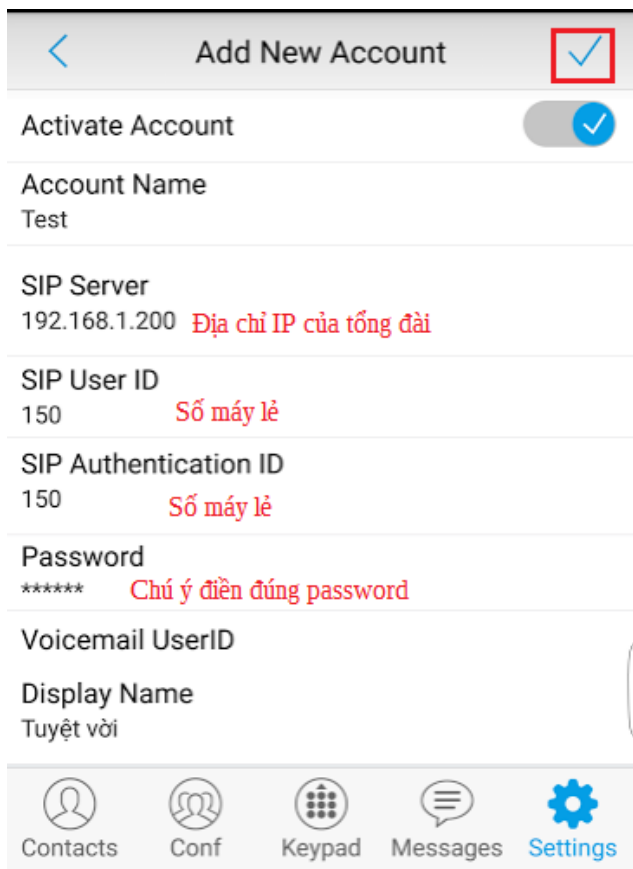 Add New Account
Activate Account
Account Name
Test
SIP Server
192.168.1.200 Địa chỉ IP của tổng đài
SIP User ID
150 Số máy lẻ
SIP Authentication ID
150 Số máy lẻ
Password
****** Chú ý điền đúng password
Voicemail UserID
Display Name
Tuyệt vời
Contacts Conf Keypad Messages Settings